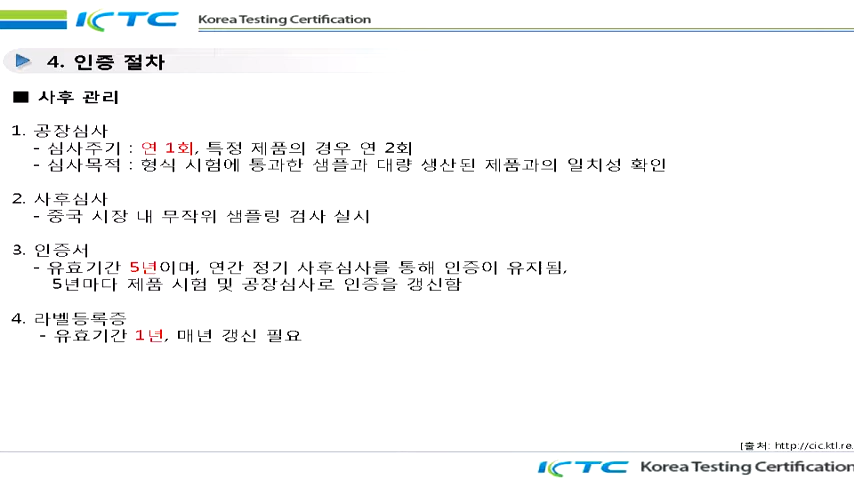 KTC Korea Testing Certification
4. 인증 절차
■ 사후 관리
1. 공장심사
- 심사주기 : 연 1회, 특정 제품의 경우 연 2회
- 심사목적 : 형식 시험에 통과한 샘플과 대량 생산된 제품과의 일치성 확인
2. 사후심사
- 중국 시장 내 무작위 샘플링 검사 실시
3. 인증서
- 유효기간 5년이며, 연간 정기 사후심사를 통해 인증이 유지됨,
5년마다 제품 시험 및 공장심사로 인증을 갱신함
4. 라벨등록증
- 유효기간 1년, 매년 갱신 필요
[출처: http://cic.ktl.re.
KTC Korea Testing Certification